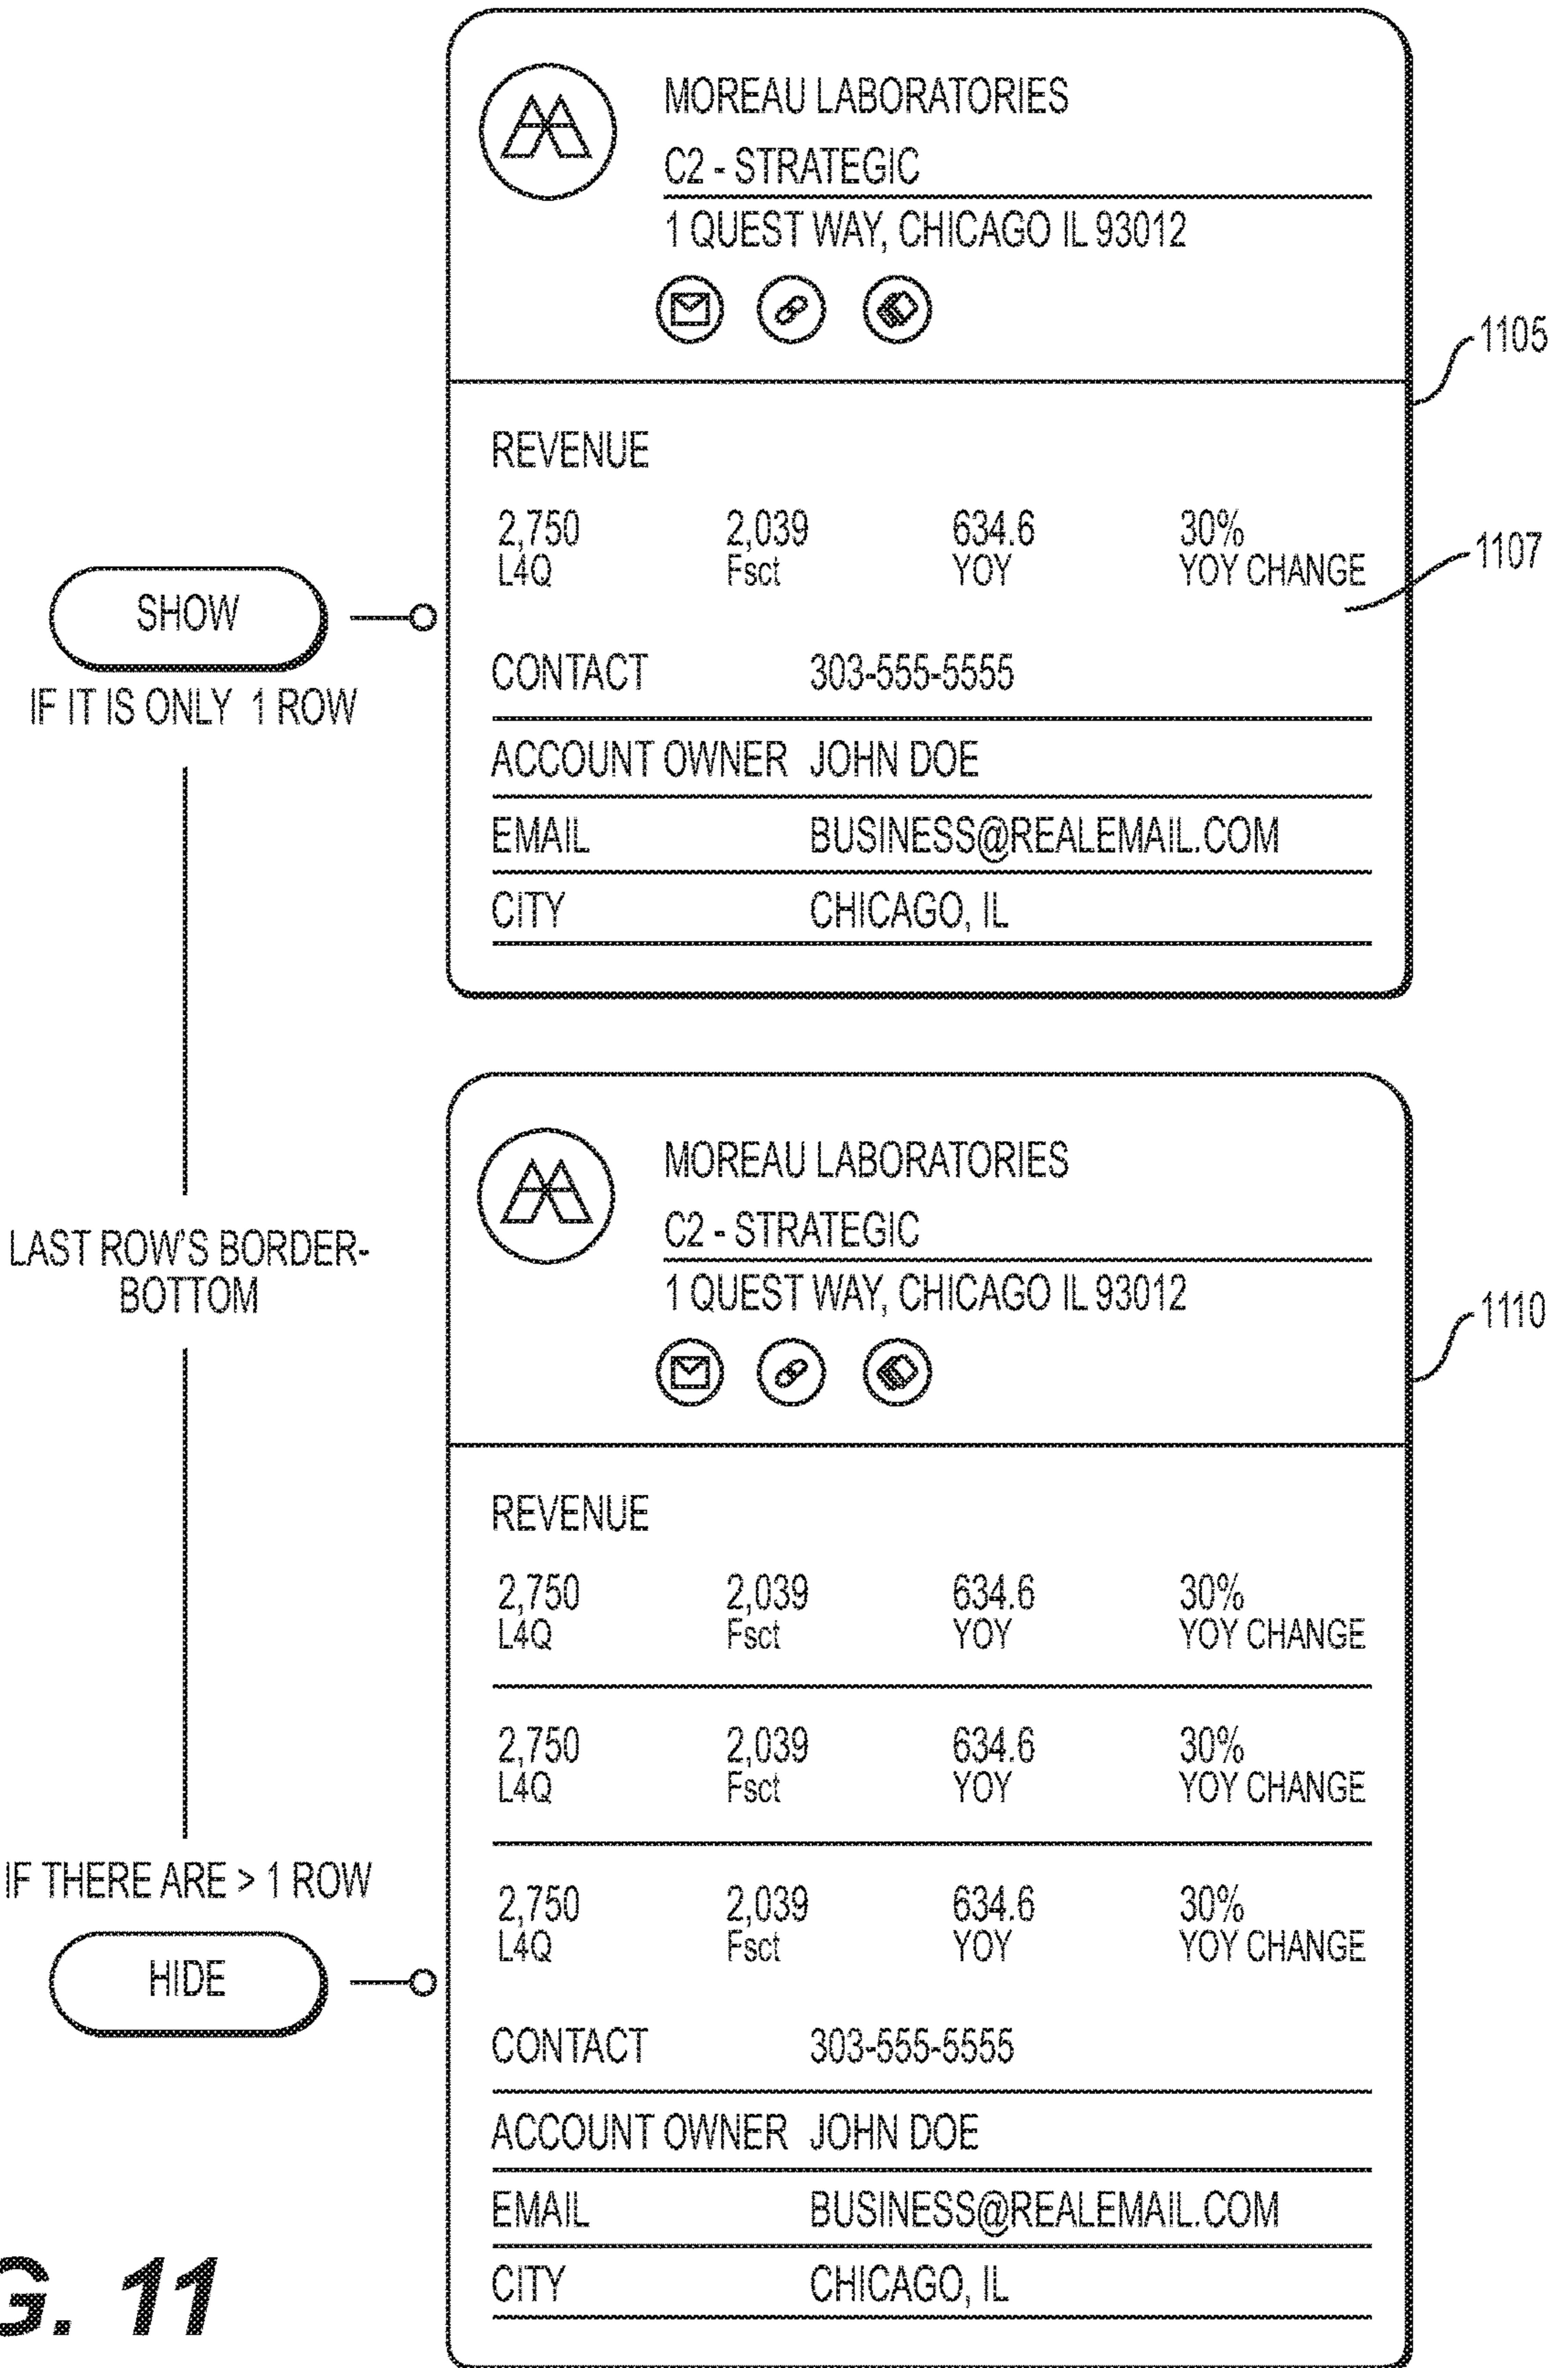 MOREAU LABORATORIES
C2 - STRATEGIC
1 QUEST WAY, CHICAGO IL 93012
1105
REVENUE
2,750 2,039 634.6 30%
L4Q Fsct YOY YOY CHANGE
1107
SHOW
IF IT IS ONLY 1 ROW
CONTACT 303-555-5555
ACCOUNT OWNER JOHN DOE
EMAIL BUSINESS@REALEMAIL.COM
CITY CHICAGO, IL
LAST ROW'S BORDER-
BOTTOM
MOREAU LABORATORIES
C2 - STRATEGIC
1 QUEST WAY, CHICAGO IL 93012
1110
REVENUE
2,750 2,039 634.6 30%
L4Q Fsct YOY YOY CHANGE
2,750 2,039 634.6 30%
L4Q Fsct YOY YOY CHANGE
IF THERE ARE > 1 ROW
HIDE
2,750 2,039 634.6 30%
L4Q Fsct YOY YOY CHANGE
CONTACT 303-555-5555
ACCOUNT OWNER JOHN DOE
EMAIL BUSINESS@REALEMAIL.COM
CITY CHICAGO, IL
G. 11